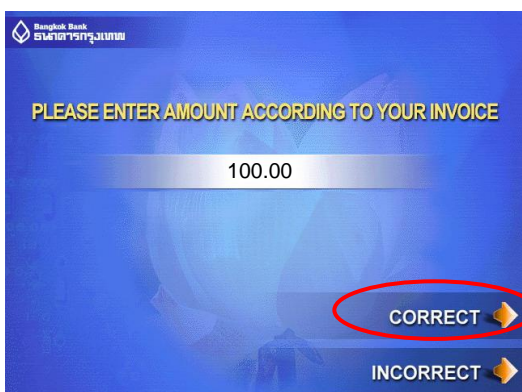 Bangkok Bank
ธนาคารกรุงเทพ
PLEASE ENTER AMOUNT ACCORDING TO YOUR INVOICE
100.00
CORRECT
INCORRECT